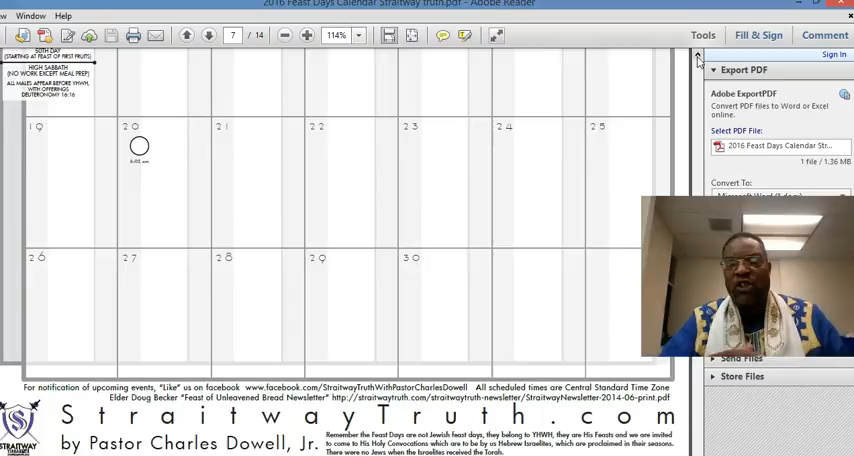 2016 Feast Days Calendar Straitway truth.pdf - Adobe Reader
Window Help
7 / 14 114% Tools Fill & Sign Comment
Sign In
Export PDF
Adobe ExportPDF
Convert PDF files to Word or Excel
online.
Select PDF File:
2016 Feast Days Calendar Str...
1 file / 1.36 MB
Convert To:
Send Files
Store Files
50TH DAY
(STARTING AT FEAST OF FIRST FRUITS)
HIGH SABBATH
(NO WORK EXCEPT MEAL PREP)
ALL MALES APPEAR BEFORE YHWH,
WITH OFFERINGS
DEUTERONOMY 16:16
19 20 21 22 23 24 25
26 27 28 29 30
For notification of upcoming events, "Like" us on facebook www.facebook.com/StraitwayTruthWithPastorCharlesDowell All scheduled times are Central Standard Time Zone
Elder Doug Becker "Feast of Unleavened Bread Newsletter" http://straitwaytruth.com/straitwaytruth-newsletter/StraitwayNewsletter-2014-06-print.pdf
StraitwayTruth.com
by Pastor Charles Dowell, Jr.
Remember the Feast Days are not Jewish feast days, they belong to YHWH, they are His Feasts and we are invited
to come to His Holy Convocations which are to be by us Hebrew Israelites, which are proclaimed in their seasons.
There were no Jews when the Israelites received the Torah.
STRAITWAY